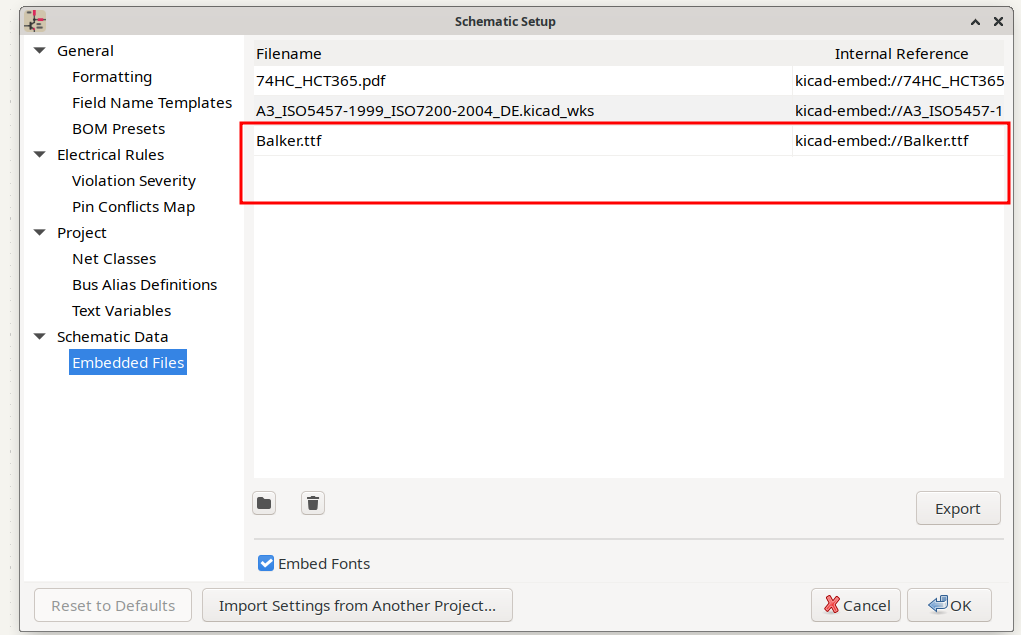 Schematic Setup
General
Formatting
Field Name Templates
BOM Presets
Electrical Rules
Violation Severity
Pin Conflicts Map
Project
Net Classes
Bus Alias Definitions
Text Variables
Schematic Data
Embedded Files
Filename Internal Reference
74HC_HCT365.pdf kicad-embed://74HC_HCT365
A3_ISO5457-1999_ISO7200-2004_DE.kicad_wks kicad-embed://A3_ISO5457-1
Balker.ttf kicad-embed://Balker.ttf
Export
Embed Fonts
Reset to Defaults Import Settings from Another Project... Cancel OK